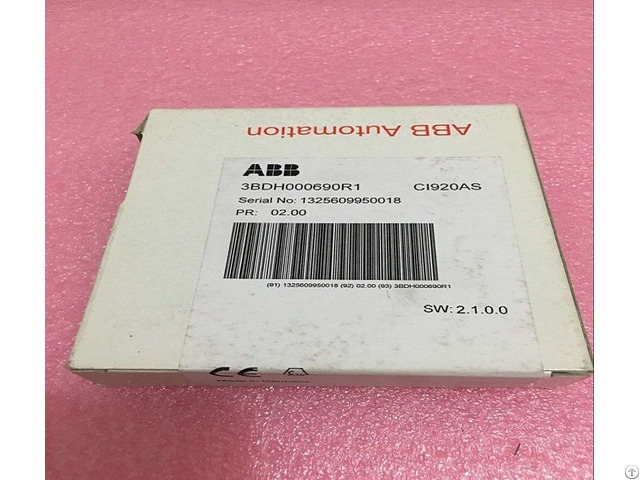 ABB Automation
ABB
3BDH000690R1 CI920AS
Serial No: 1325609950018
PR: 02.00
(91) 1325609950018 (92) 02.00 (93) 3BDH000690R1
SW: 2.1.0.0
CE